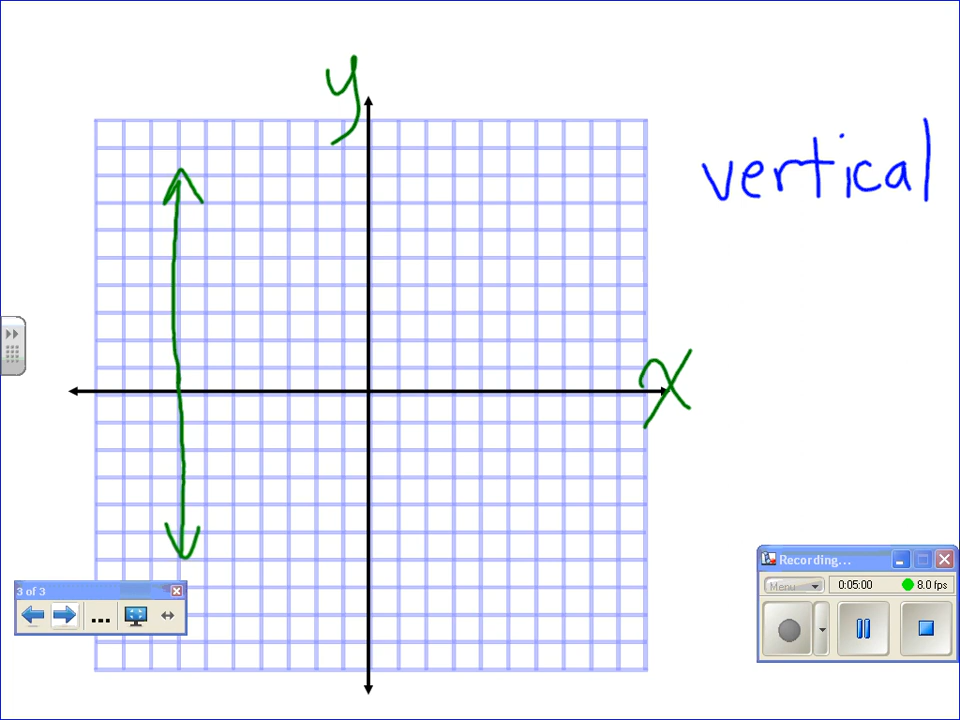 y
vertical
x
3 of 3
...
Recording...
Menu
0:05:00
8.0 fps